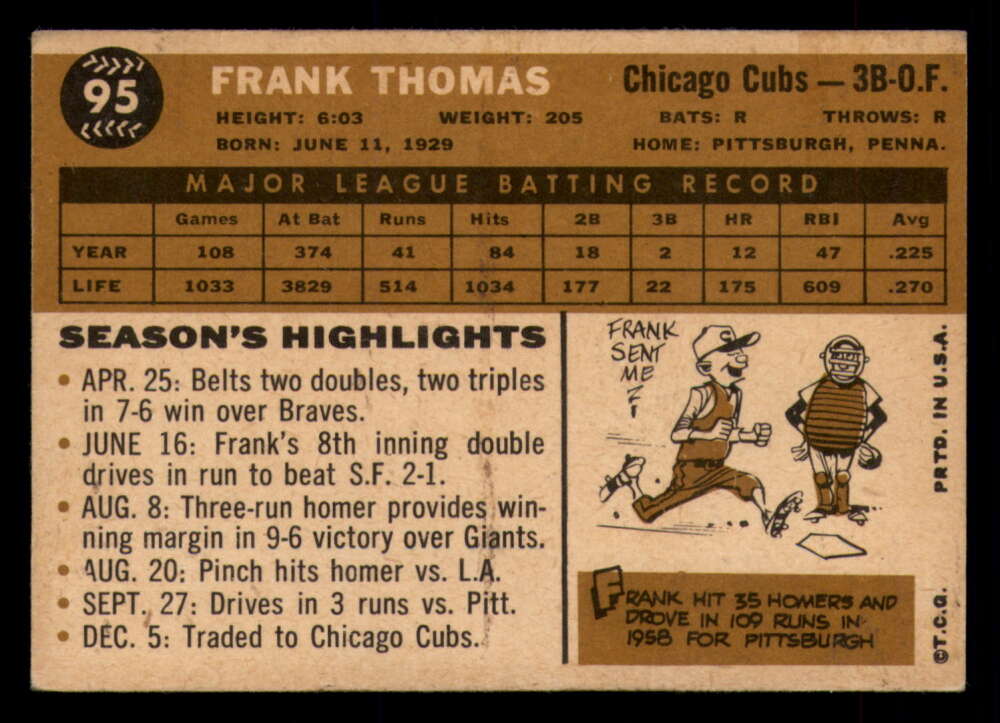 95
FRANK THOMAS
Chicago Cubs — 3B-O.F.
HEIGHT: 6:03 WEIGHT: 205 BATS: R THROWS: R
BORN: JUNE 11, 1929 HOME: PITTSBURGH, PENNA.
MAJOR LEAGUE BATTING RECORD
Games At Bat Runs Hits 2B 3B HR RBI Avg
YEAR 108 374 41 84 18 2 12 47 .225
LIFE 1033 3829 514 1034 177 22 175 609 .270
SEASON'S HIGHLIGHTS
• APR. 25: Belts two doubles, two triples
in 7-6 win over Braves.
• JUNE 16: Frank's 8th inning double
drives in run to beat S.F. 2-1.
• AUG. 8: Three-run homer provides win-
ning margin in 9-6 victory over Giants.
• AUG. 20: Pinch hits homer vs. L.A.
• SEPT. 27: Drives in 3 runs vs. Pitt.
• DEC. 5: Traded to Chicago Cubs.
FRANK
SENT
ME
?
!
C
FRANK HIT 35 HOMERS AND
DROVE IN 109 RUNS IN
1958 FOR PITTSBURGH
PRTD. IN U.S.A.
©T.C.G.